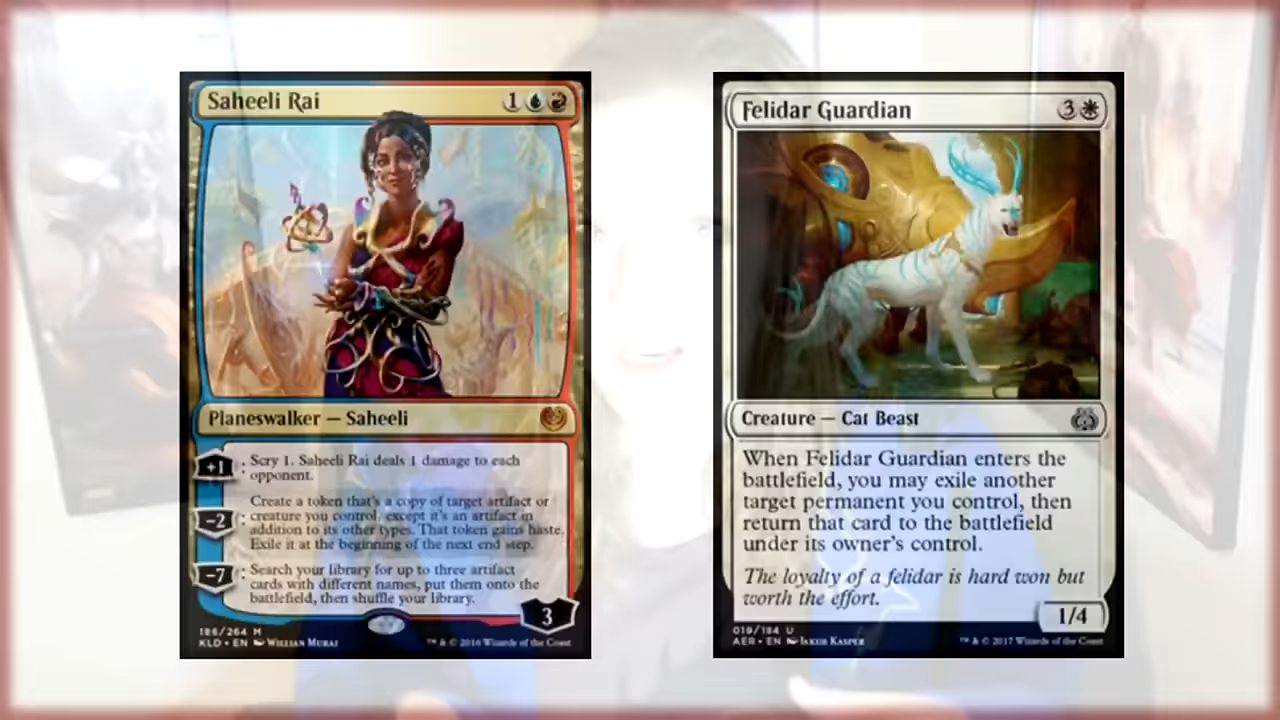 Saheeli Rai 1
Planeswalker — Saheeli
+1: Scry 1. Saheeli Rai deals 1 damage to each
opponent.
−2: Create a token that's a copy of target artifact or
creature you control, except it's an artifact in
addition to its other types. That token gains haste.
Exile it at the beginning of the next end step.
−7: Search your library for up to three artifact
cards with different names, put them onto the
battlefield, then shuffle your library.
3
186/264 M
KLD • EN Willian Murai
™ & © 2016 Wizards of the Coast
Felidar Guardian 3
Creature — Cat Beast
When Felidar Guardian enters the
battlefield, you may exile another
target permanent you control, then
return that card to the battlefield
under its owner's control.
The loyalty of a felidar is hard won but
worth the effort.
1/4
019/184 U
AER • EN Jakub Kasper
™ & © 2017 Wizards of the Coast